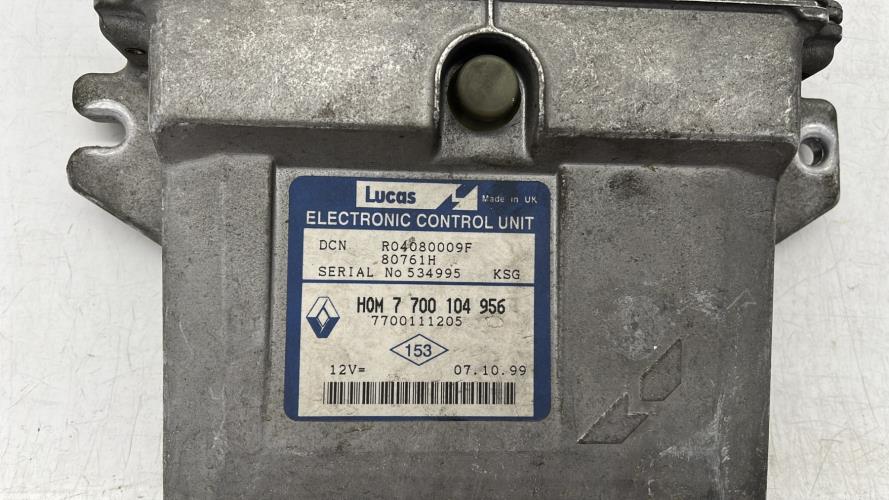 Lucas Made in UK
ELECTRONIC CONTROL UNIT
DCN R04080009F
80761H
SERIAL No 534995 KSG
HOM 7 700 104 956
7700111205
153
12V= 07.10.99